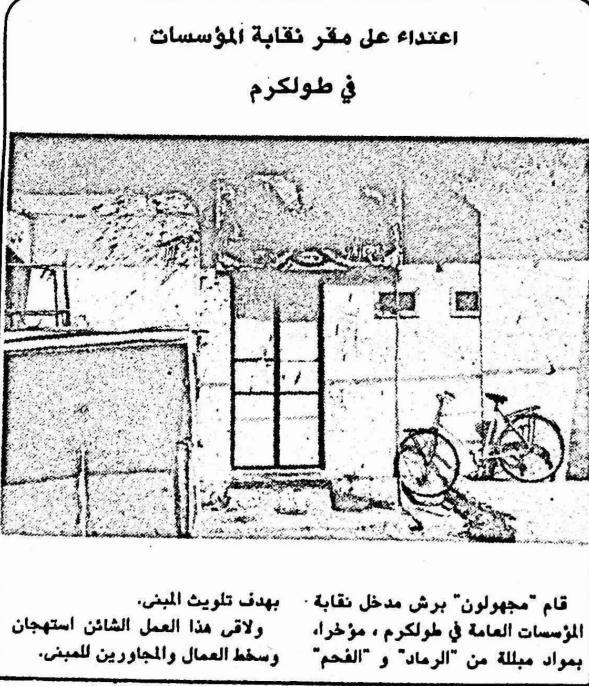 اعتداء على مقر نقابة المؤسسات
في طولكرم
قام "مجهولون" برش مدخل نقابة
المؤسسات العامة في طولكرم ، مؤخرا،
بمواد مبللة من "الرماد" و "الفحم"
بهدف تلويث المبنى.
ولاقى هذا العمل الشائن استهجان
وسخط العمال والمجاورين للمبنى.